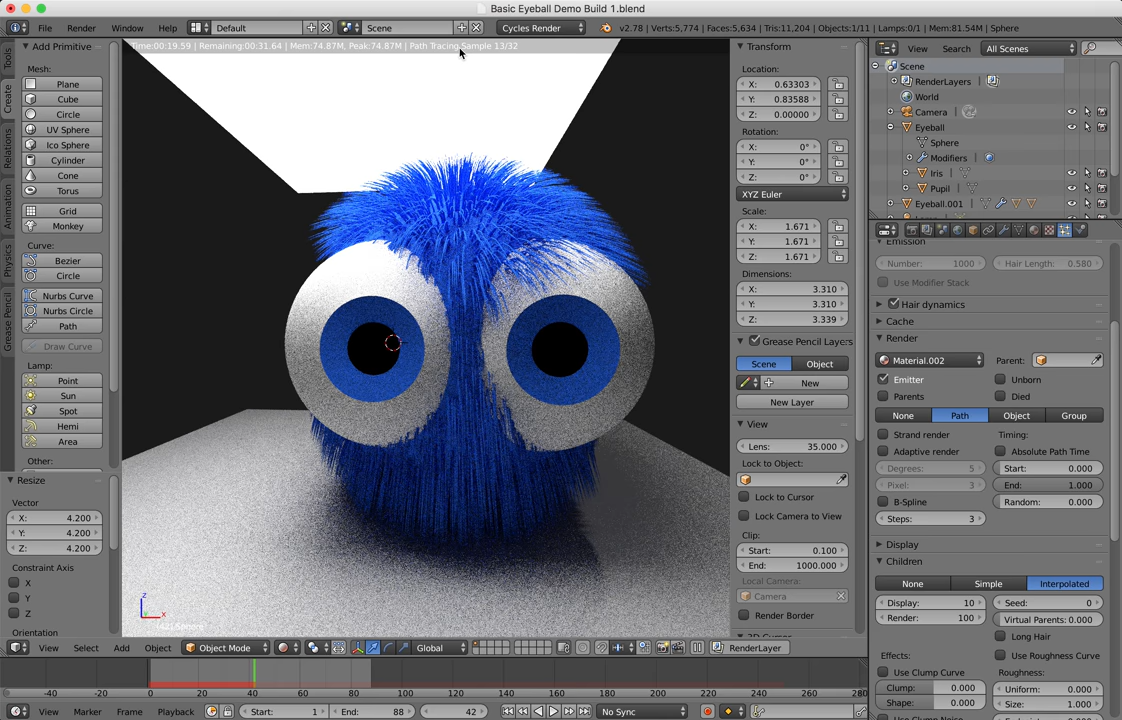 Basic Eyeball Demo Build 1.blend
File Render Window Help Default Scene Cycles Render v2.78 | Verts:5,774 | Faces:5,634 | Tris:11,204 | Objects:1/11 | Lamps:0/1 | Mem:81.54M | Sphere
Tools
Create
Relations
Animation
Physics
Grease Pencil
Add Primitive
Mesh:
Plane
Cube
Circle
UV Sphere
Ico Sphere
Cylinder
Cone
Torus
Grid
Monkey
Curve:
Bezier
Circle
Nurbs Curve
Nurbs Circle
Path
Draw Curve
Lamp:
Point
Sun
Spot
Hemi
Area
Other:
Resize
Vector
X: 4.200
Y: 4.200
Z: 4.200
Constraint Axis
X
Y
Z
Orientation
Time:00:19.59 | Remaining:00:31.64 | Mem:74.87M, Peak:74.87M | Path Tracing Sample 13/32
z
x
(42) Sphere
Transform
Location:
X: 0.63303
Y: 0.83588
Z: 0.00000
Rotation:
X: 0°
Y: 0°
Z: 0°
XYZ Euler
Scale:
X: 1.671
Y: 1.671
Z: 1.671
Dimensions:
X: 3.310
Y: 3.310
Z: 3.339
Grease Pencil Layers
Scene Object
New
New Layer
View
Lens: 35.000
Lock to Object:
Lock to Cursor
Lock Camera to View
Clip:
Start: 0.100
End: 1000.000
Local Camera:
Camera
Render Border
View Search All Scenes
Scene
RenderLayers
World
Camera
Eyeball
Sphere
Modifiers
Iris
Pupil
Eyeball.001
Emission
Number: 1000 Hair Length: 0.580
Use Modifier Stack
Hair dynamics
Cache
Render
Material.002 Parent:
Emitter Unborn
Parents Died
None Path Object Group
Strand render Timing:
Adaptive render Absolute Path Time
Degrees: 5 Start: 0.000
Pixel: 3 End: 1.000
B-Spline Random: 0.000
Steps: 3
Display
Children
None Simple Interpolated
Display: 10 Seed: 0
Render: 100 Virtual Parents: 0.000
Long Hair
Effects: Use Roughness Curve
Use Clump Curve Roughness:
Clump: 0.000 Uniform: 0.000
Shape: 0.000 Size: 1.000
View Select Add Object Object Mode Global RenderLayer
-40 -20 0 20 40 60 80 100 120 140 160 180 200 220 240 260 280
View Marker Frame Playback Start: 1 End: 88 42 No Sync